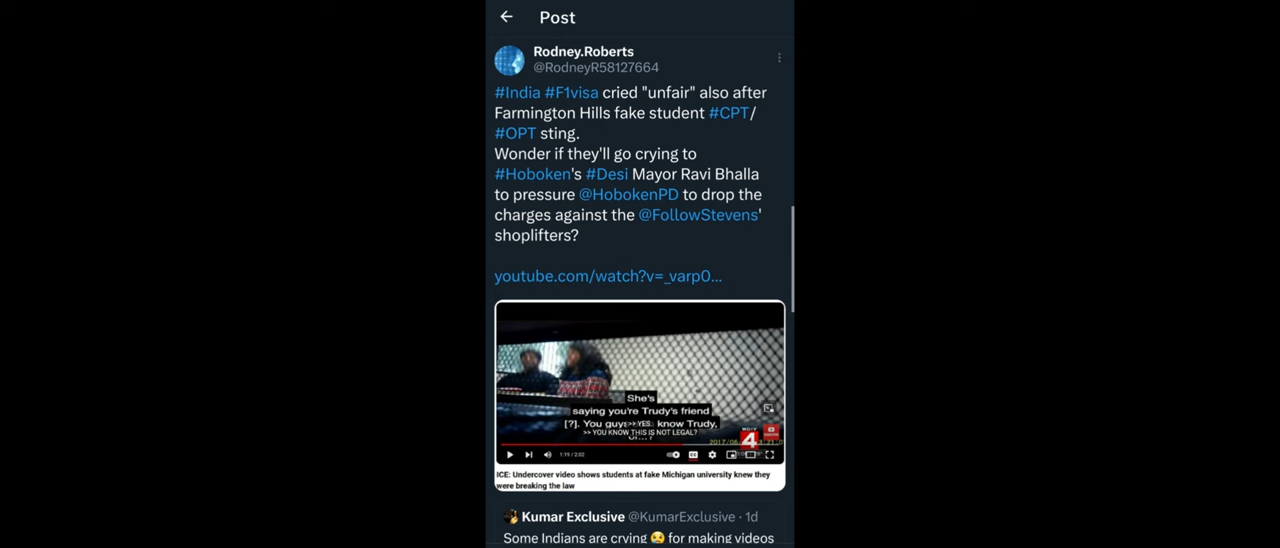 Post
Rodney.Roberts
@RodneyR58127664
#India #F1visa cried "unfair" also after
Farmington Hills fake student #CPT/
#OPT sting.
Wonder if they'll go crying to
#Hoboken's #Desi Mayor Ravi Bhalla
to pressure @HobokenPD to drop the
charges against the @FollowStevens'
shoplifters?
youtube.com/watch?v=_varp0...
She's
saying you're Trudy's friend
[?]. You guys know Trudy,
>>YES.
>> YOU KNOW THIS IS NOT LEGAL?
WDIV
4
1:19 / 2:02
ICE: Undercover video shows students at fake Michigan university knew they
were breaking the law
Kumar Exclusive @KumarExclusive · 1d
Some Indians are crying 😢 for making videos